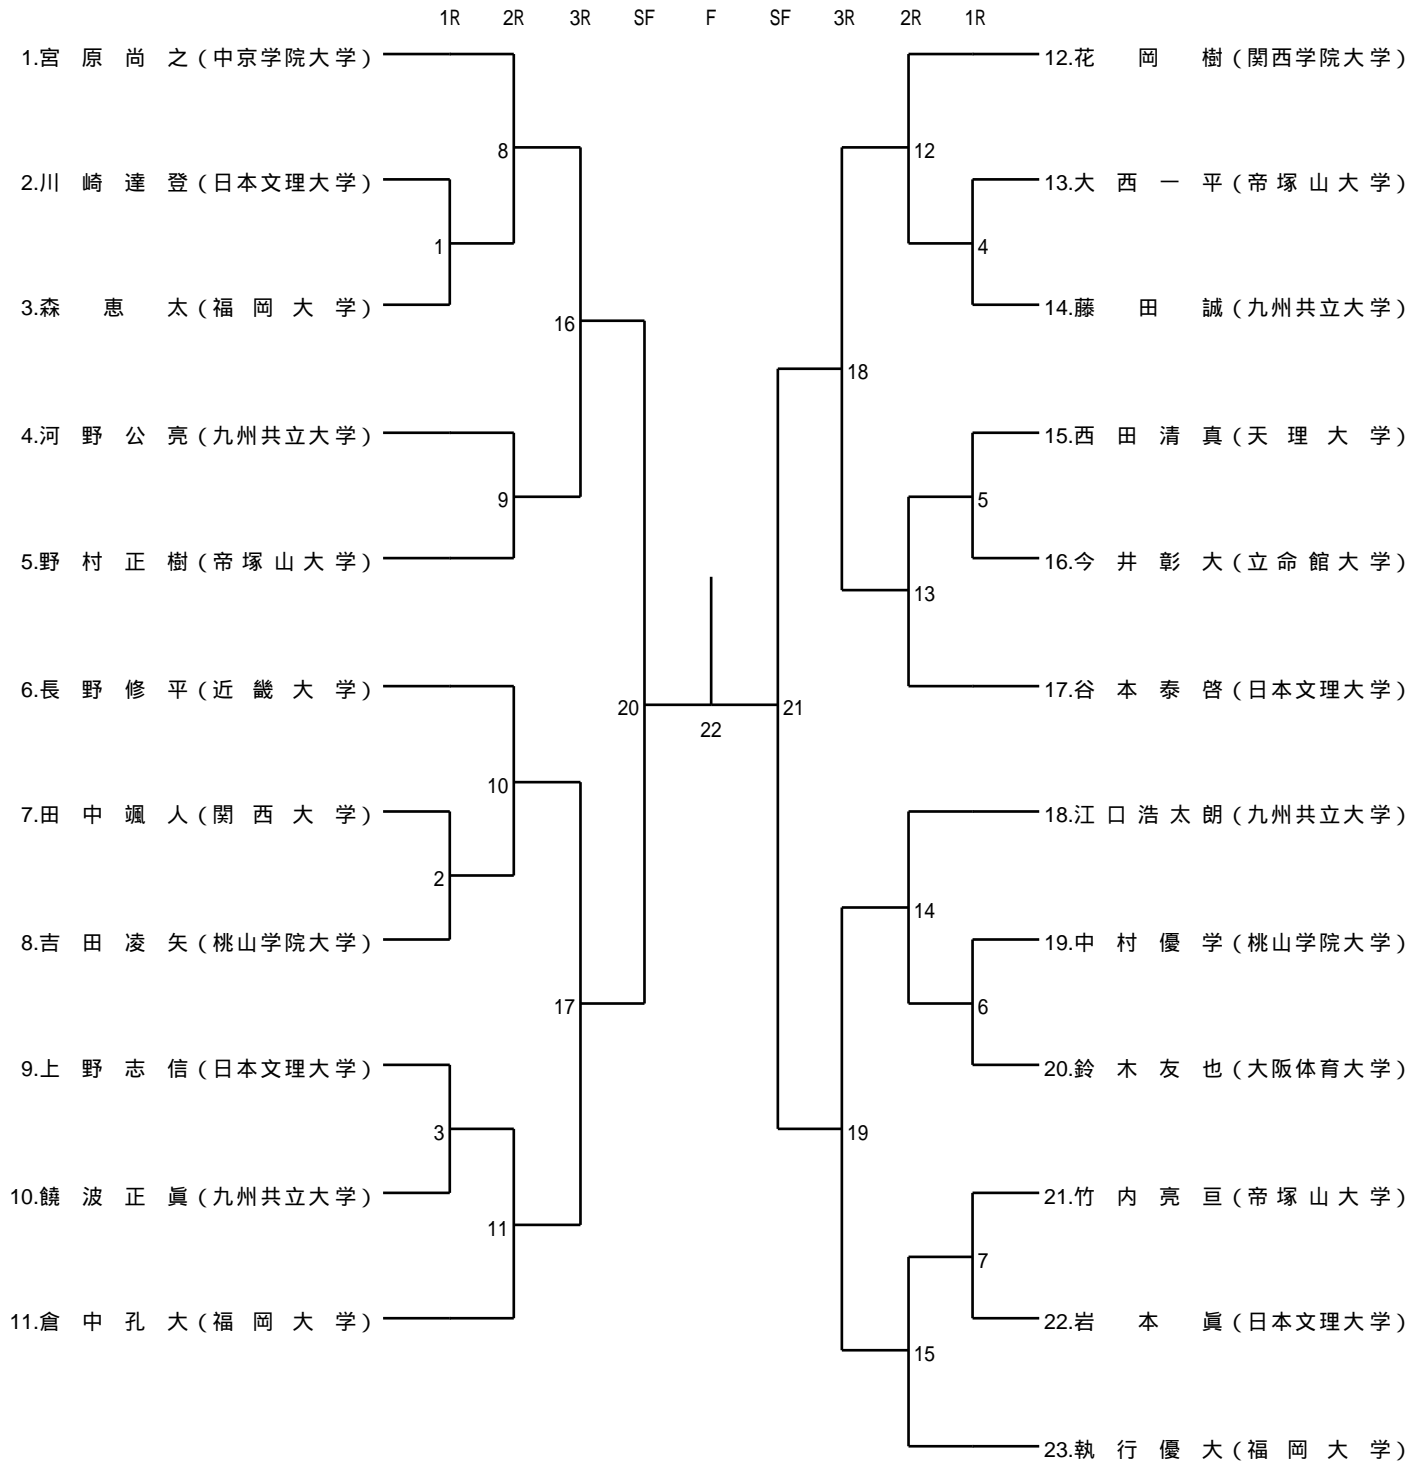 1R 2R 3R SF F SF 3R 2R 1R
1.宮原尚之(中京学院大学)
2.川崎達登(日本文理大学)
3.森恵太(福岡大学)
4.河野公亮(九州共立大学)
5.野村正樹(帝塚山大学)
6.長野修平(近畿大学)
7.田中颯人(関西大学)
8.吉田凌矢(桃山学院大学)
9.上野志信(日本文理大学)
10.饒波正眞(九州共立大学)
11.倉中孔大(福岡大学)
8
1
16
9
20
10
2
17
3
11
22
12
4
18
5
13
21
14
6
19
7
15
12.花岡樹(関西学院大学)
13.大西一平(帝塚山大学)
14.藤田誠(九州共立大学)
15.西田清真(天理大学)
16.今井彰大(立命館大学)
17.谷本泰啓(日本文理大学)
18.江口浩太朗(九州共立大学)
19.中村優学(桃山学院大学)
20.鈴木友也(大阪体育大学)
21.竹内亮亘(帝塚山大学)
22.岩本眞(日本文理大学)
23.執行優大(福岡大学)